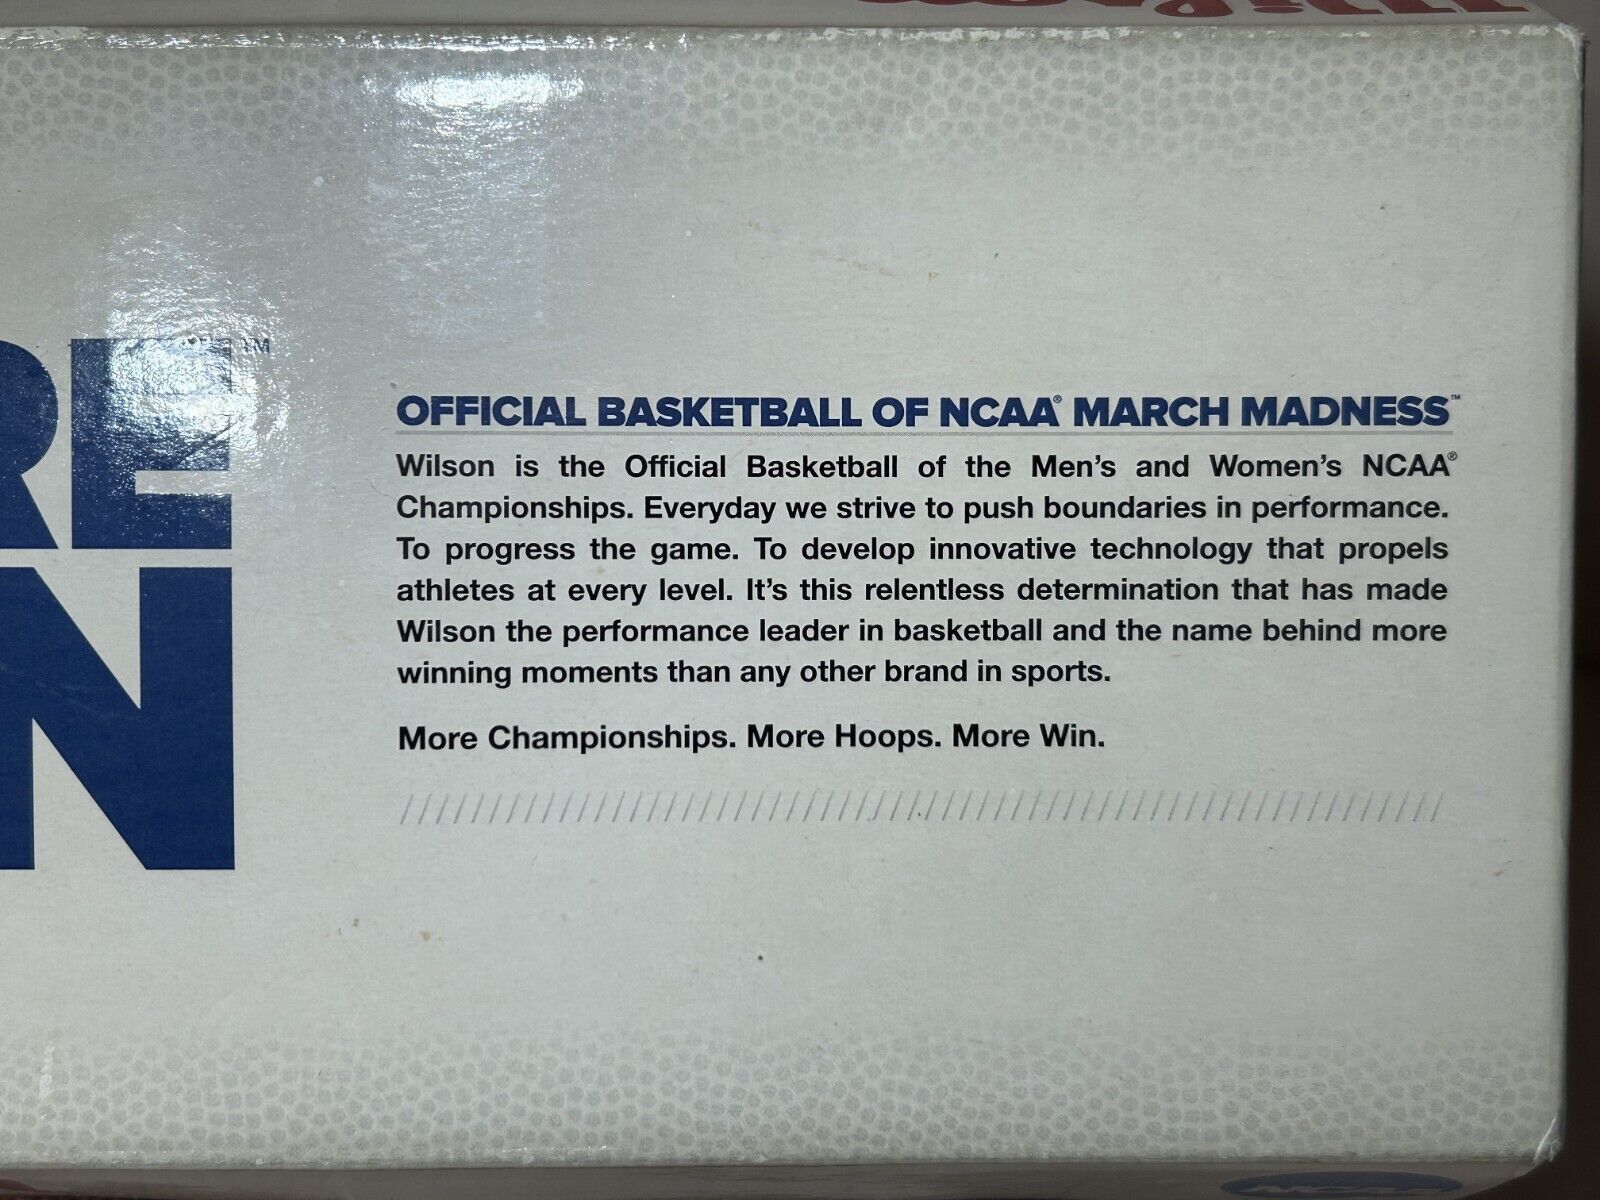 RE™
N
OFFICIAL BASKETBALL OF NCAA® MARCH MADNESS™
Wilson is the Official Basketball of the Men's and Women's NCAA®
Championships. Everyday we strive to push boundaries in performance.
To progress the game. To develop innovative technology that propels
athletes at every level. It's this relentless determination that has made
Wilson the performance leader in basketball and the name behind more
winning moments than any other brand in sports.
More Championships. More Hoops. More Win.
NCAA